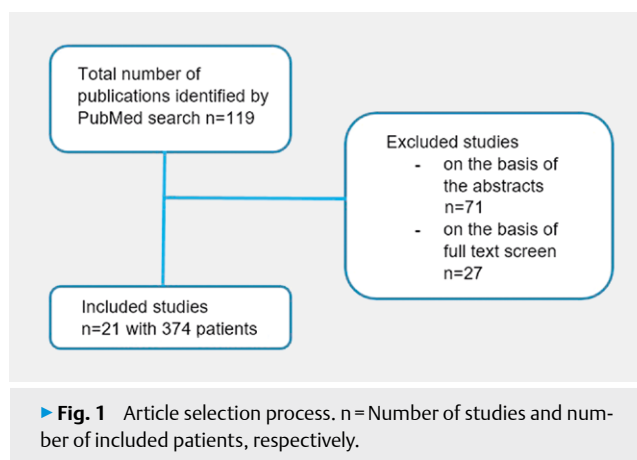 Total number of
publications identified by
PubMed search n=119
Excluded studies
- on the basis of
the abstracts
n=71
- on the basis of
full text screen
n=27
Included studies
n=21 with 374 patients
▶ Fig. 1 Article selection process. n = Number of studies and num-
ber of included patients, respectively.